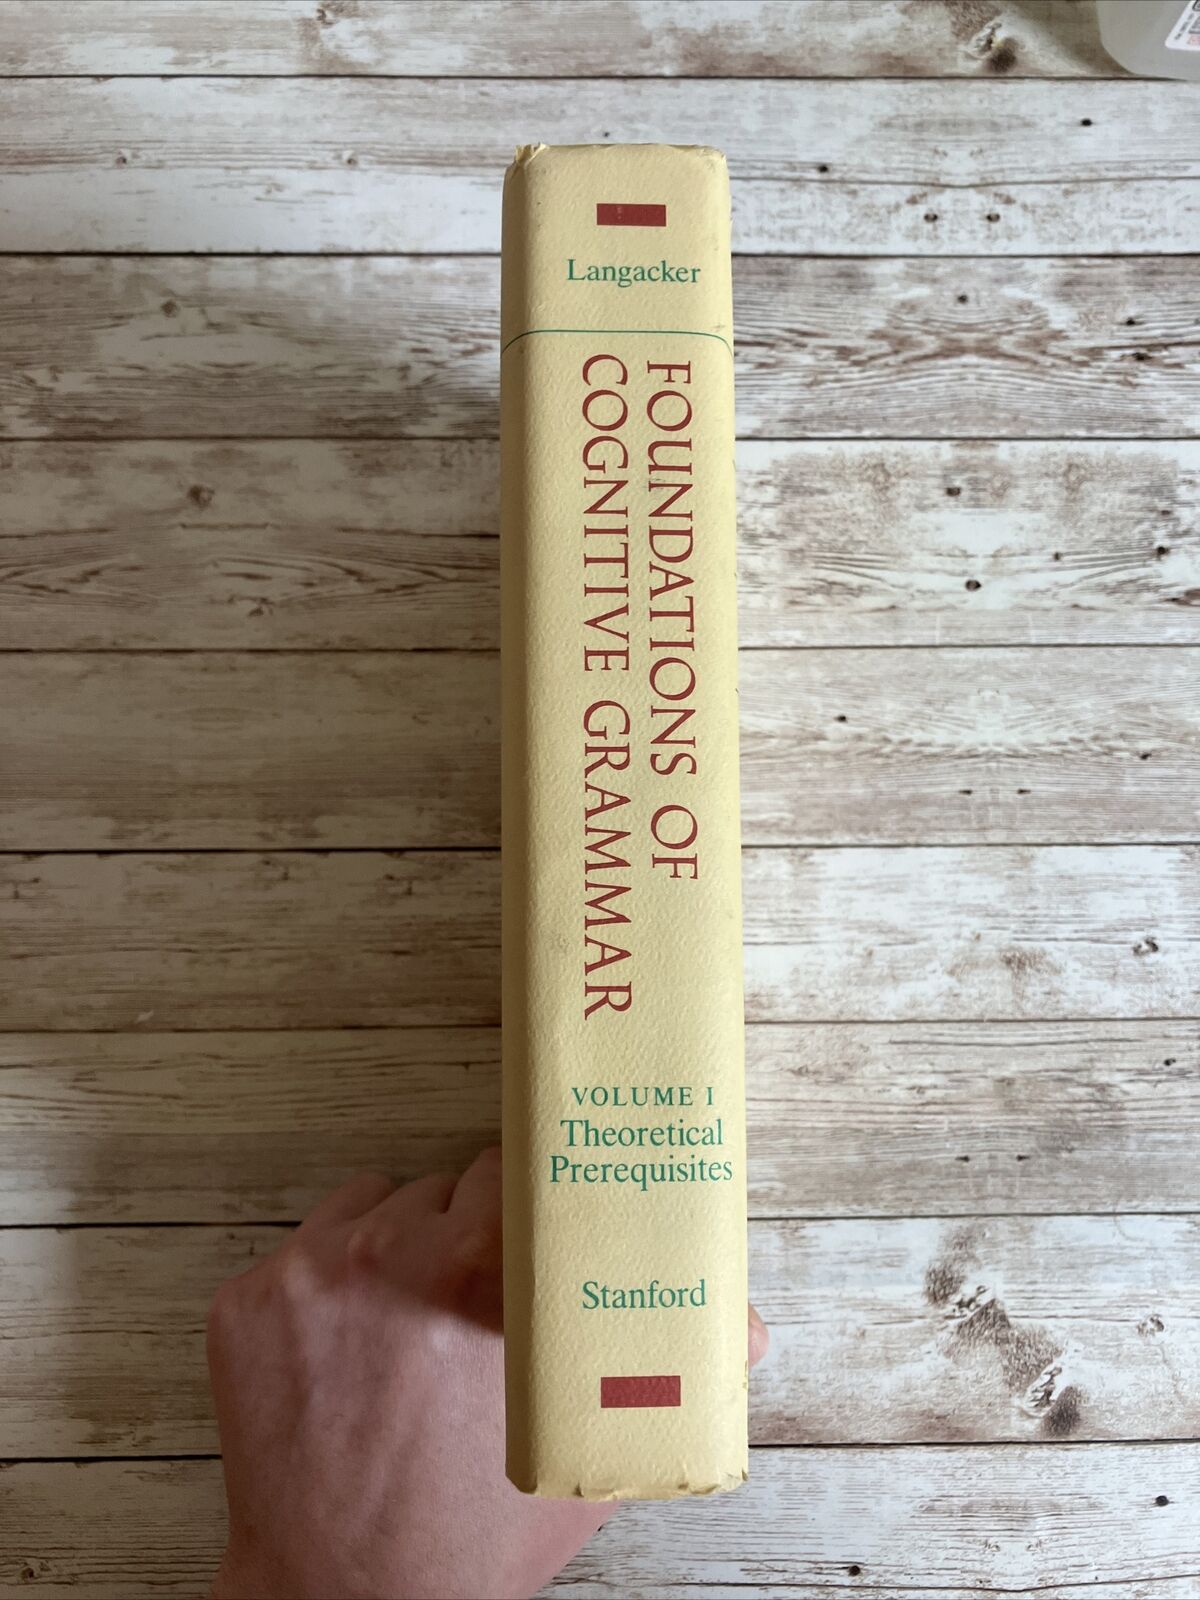 Langacker
FOUNDATIONS OF
COGNITIVE GRAMMAR
VOLUME I
Theoretical
Prerequisites
Stanford